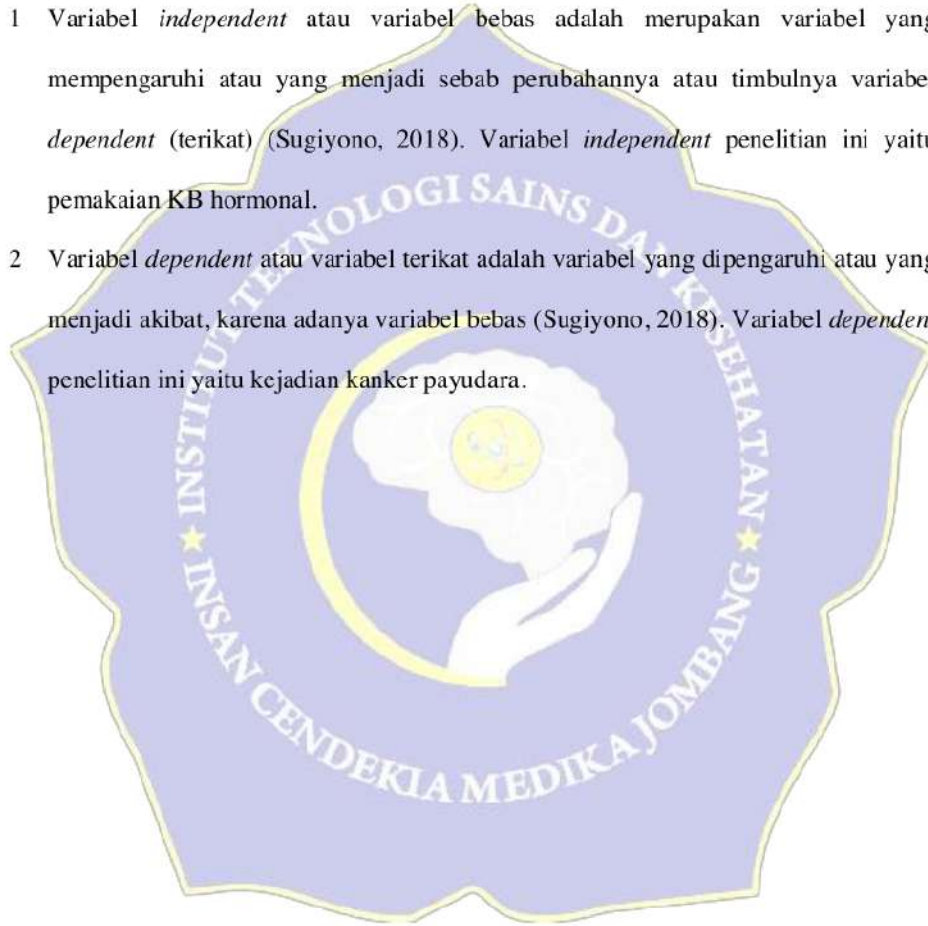 1 Variabel independent atau variabel bebas adalah merupakan variabel yang
mempengaruhi atau yang menjadi sebab perubahannya atau timbulnya variabe
dependent (terikat) (Sugiyono, 2018). Variabel independent penelitian ini yaitu
pemakaian KB hormonal.
2 Variabel dependent atau variabel terikat adalah variabel yang dipengaruhi atau yang
menjadi akibat, karena adanya variabel bebas (Sugiyono, 2018). Variabel dependen
penelitian ini yaitu kejadian kanker payudara.
INSTITUT TEKNOLOGI SAINS DAN KESEHATAN
INSAN CENDEKIA MEDIKA JOMBANG